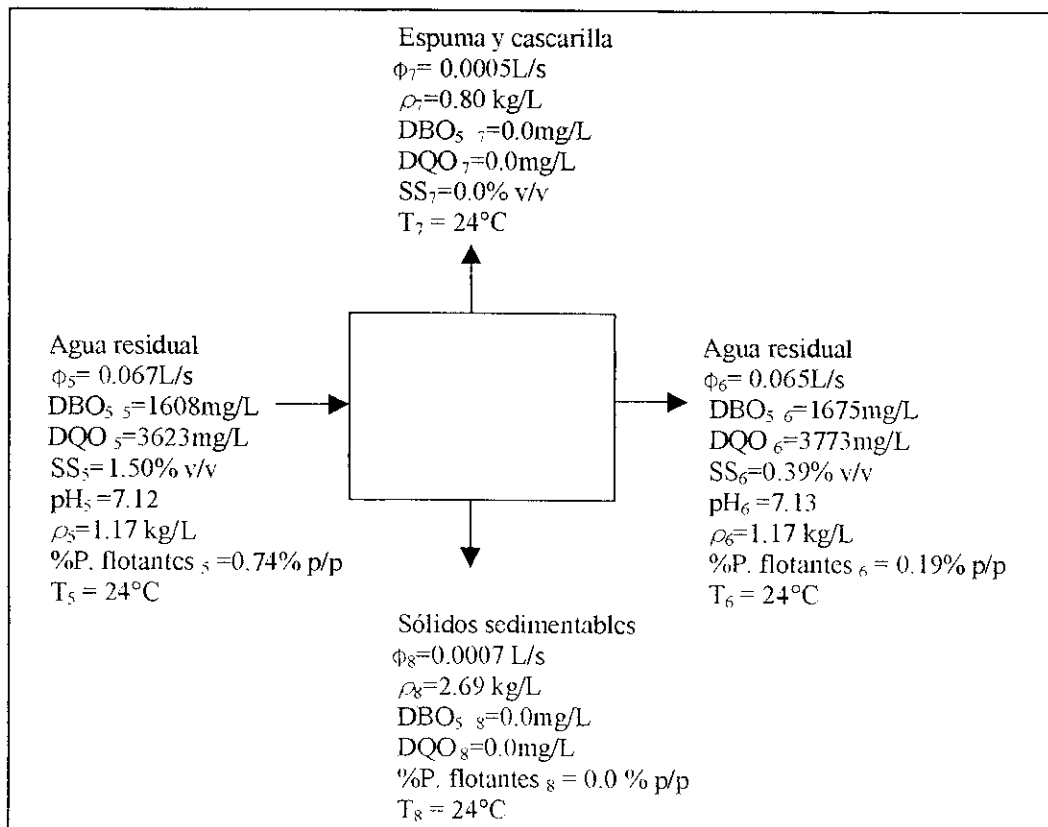 Espuma y cascarilla
Φ₇= 0.0005L/s
ρ₇=0.80 kg/L
DBO₅ ₇=0.0mg/L
DQO ₇=0.0mg/L
SS₇=0.0% v/v
T₇ = 24°C
Agua residual
Φ₅= 0.067L/s
DBO₅ ₅=1608mg/L
DQO ₅=3623mg/L
SS₅=1.50% v/v
pH₅=7.12
ρ₅=1.17 kg/L
%P. flotantes ₅ =0.74% p/p
T₅ = 24°C
Agua residual
Φ₆= 0.065L/s
DBO₅ ₆=1675mg/L
DQO ₆=3773mg/L
SS₆=0.39% v/v
pH₆=7.13
ρ₆=1.17 kg/L
%P. flotantes ₆ = 0.19% p/p
T₆ = 24°C
Sólidos sedimentables
Φ₈=0.0007 L/s
ρ₈=2.69 kg/L
DBO₅ ₈=0.0mg/L
DQO₈=0.0mg/L
%P. flotantes ₈ = 0.0 % p/p
T₈ = 24°C